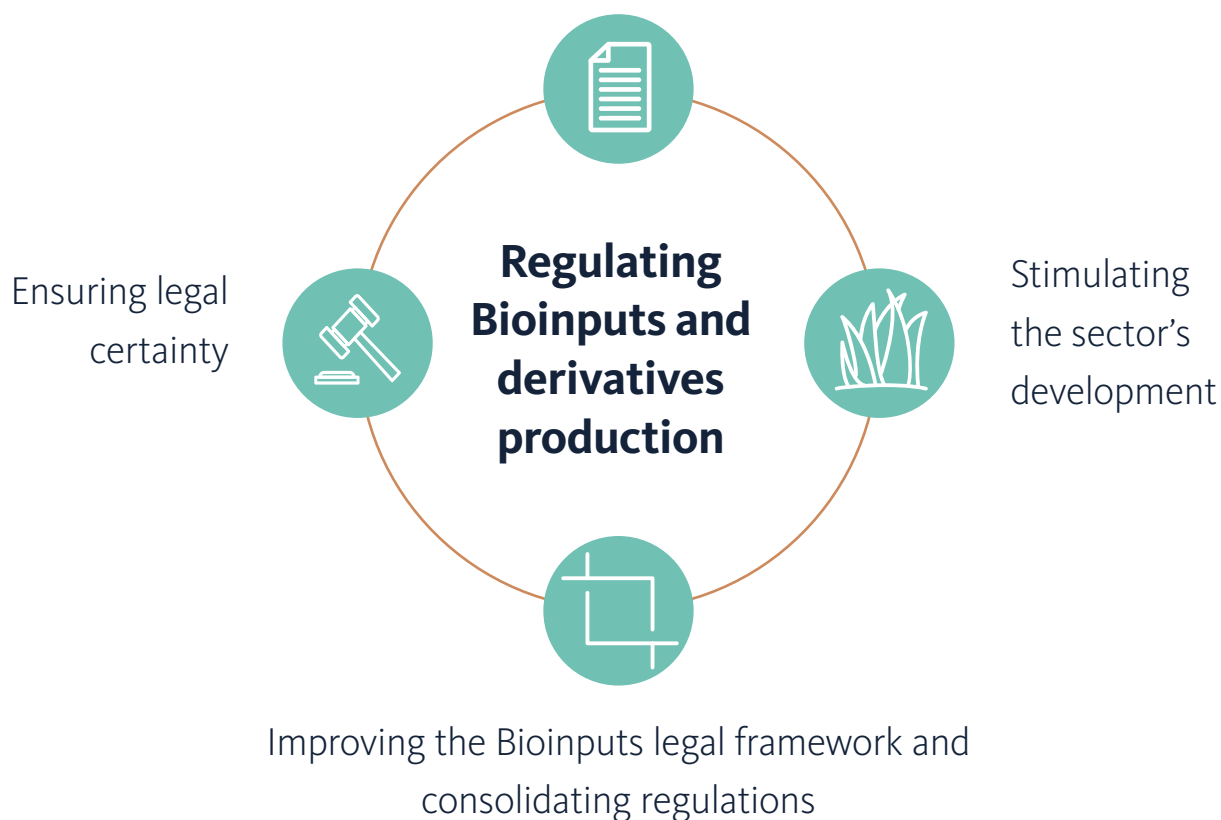 Regulating
Bioinputs and
derivatives
production
Ensuring legal
certainty
Stimulating
the sector’s
development
Improving the Bioinputs legal framework and
consolidating regulations